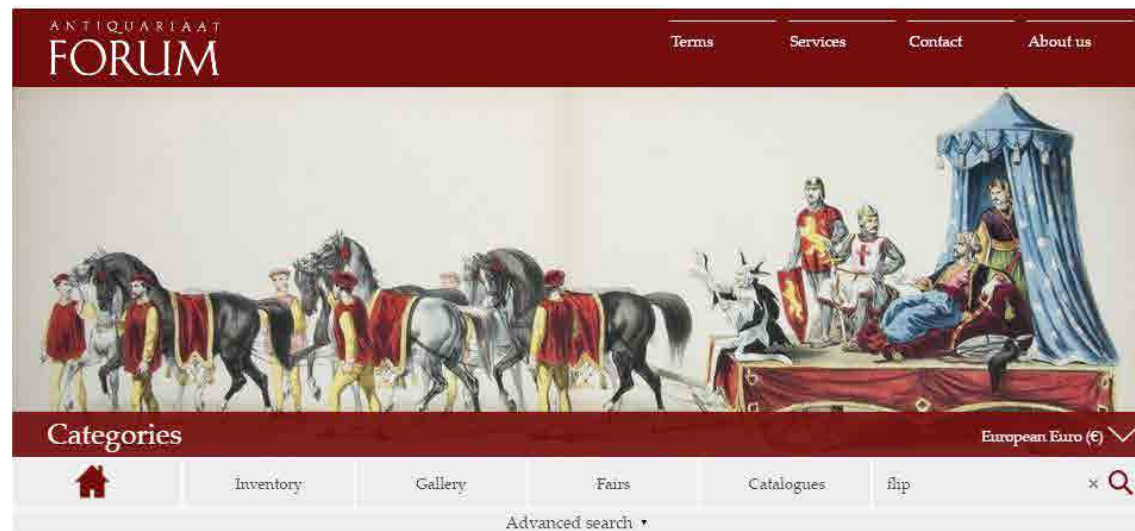 ANTIQUARIAAT
FORUM
Terms Services Contact About us
Categories
European Euro (€)
Inventory Gallery Fairs Catalogues flip ×
Advanced search ▾